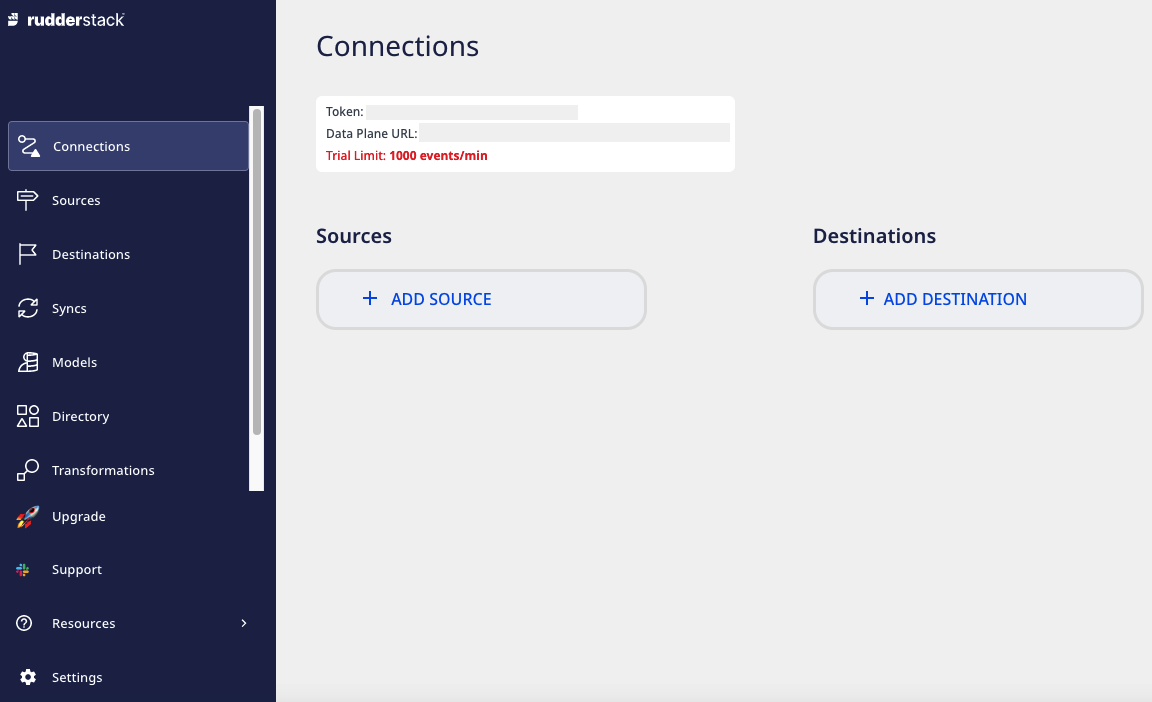 rudderstack
Connections
Sources
Destinations
Syncs
Models
Directory
Transformations
Upgrade
Support
Resources
Settings
Connections
Token:
Data Plane URL:
Trial Limit: 1000 events/min
Sources
+ ADD SOURCE
Destinations
+ ADD DESTINATION